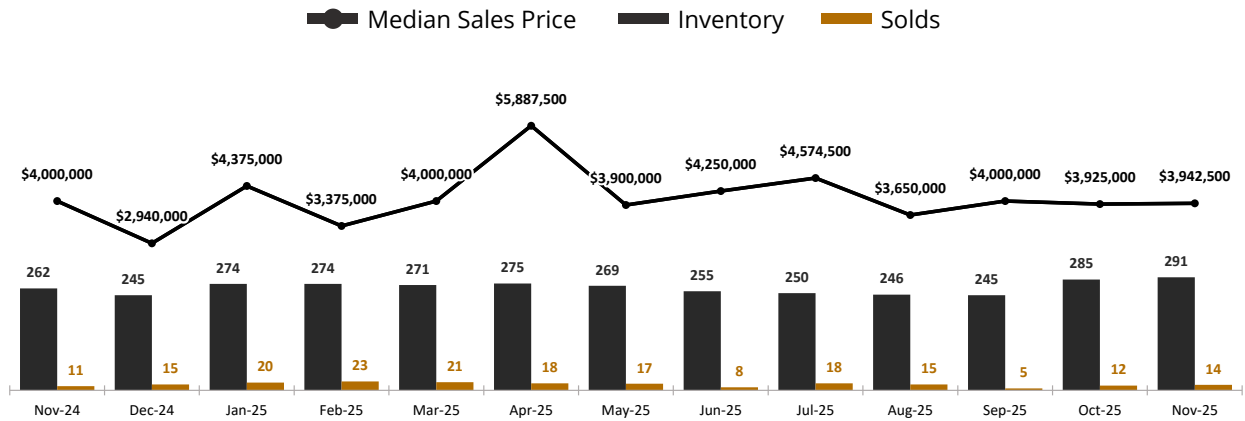 Median Sales Price Inventory Solds
$5,887,500
$4,574,500
$4,375,000
$4,250,000
$4,000,000 $4,000,000 $4,000,000 $3,925,000 $3,942,500
$3,900,000
$3,375,000 $3,650,000
$2,940,000
262 245 274 274 271 275 269 255 250 246 245 285 291
11 15 20 23 21 18 17 8 18 15 5 12 14
Nov-24 Dec-24 Jan-25 Feb-25 Mar-25 Apr-25 May-25 Jun-25 Jul-25 Aug-25 Sep-25 Oct-25 Nov-25